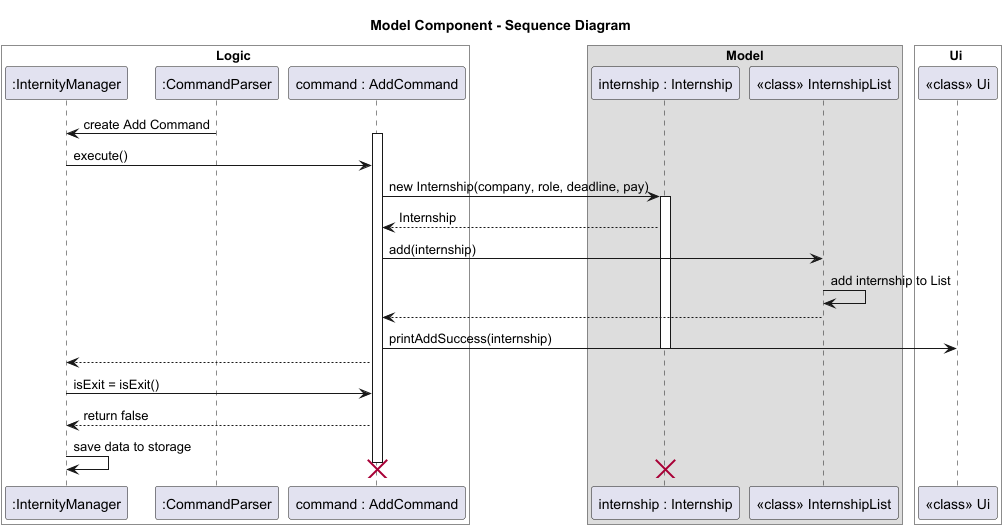 Model Component - Sequence Diagram
Logic
Model
Ui
:InternityManager
:CommandParser
command : AddCommand
internship : Internship
«class» InternshipList
«class» Ui
create Add Command
execute()
new Internship(company, role, deadline, pay)
Internship
add(internship)
add internship to List
printAddSuccess(internship)
isExit = isExit()
return false
save data to storage
:InternityManager
:CommandParser
command : AddCommand
internship : Internship
«class» InternshipList
«class» Ui